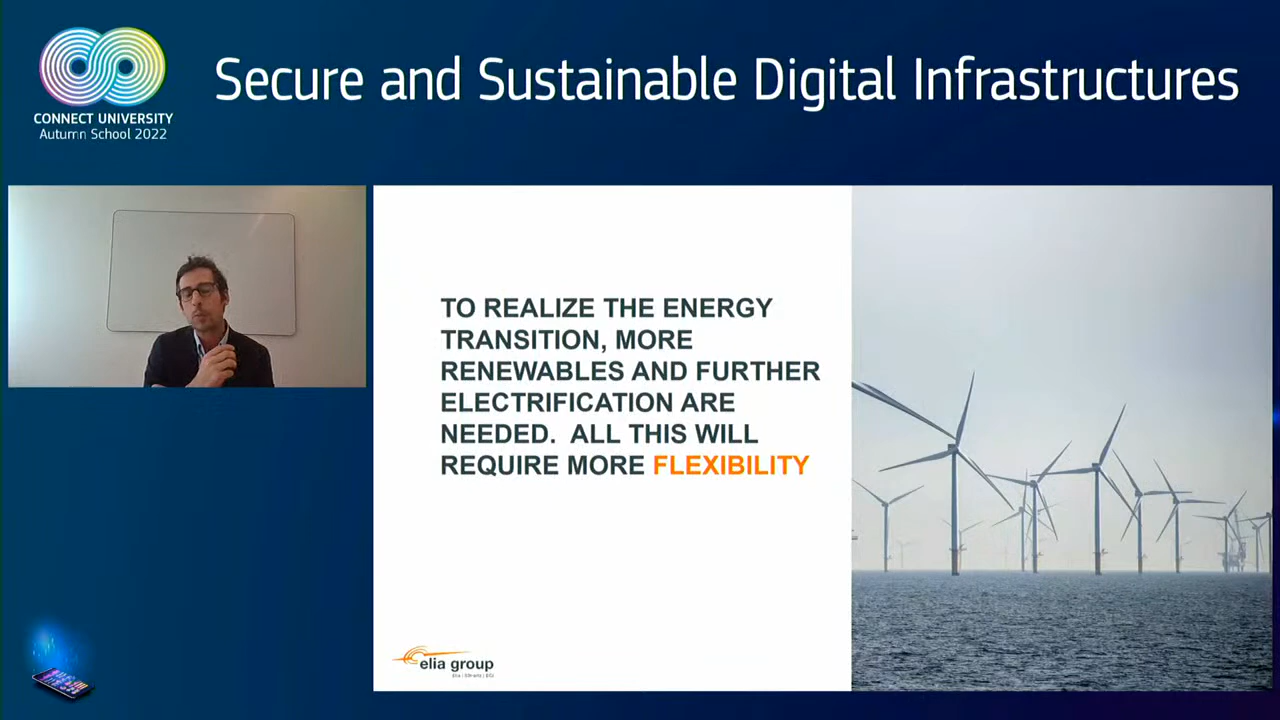 Secure and Sustainable Digital Infrastructures
CONNECT UNIVERSITY
Autumn School 2022
TO REALIZE THE ENERGY
TRANSITION, MORE
RENEWABLES AND FURTHER
ELECTRIFICATION ARE
NEEDED. ALL THIS WILL
REQUIRE MORE FLEXIBILITY
elia group